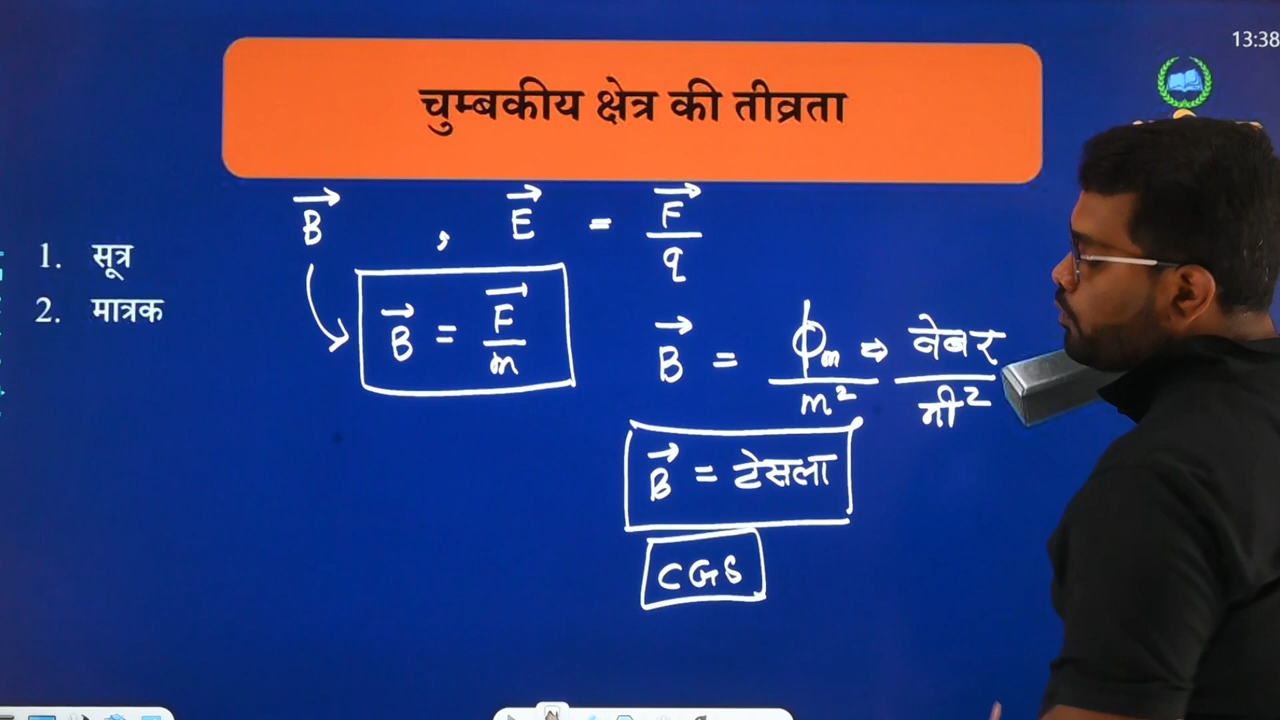 13:38
चुम्बकीय क्षेत्र की तीव्रता
1. सूत्र
2. मात्रक
B⃗ , E⃗ = F⃗/q
B⃗ = F⃗/m
B⃗ = ϕₘ/m² ⇒ वेबर/मी²
B⃗ = टेसला
CGS